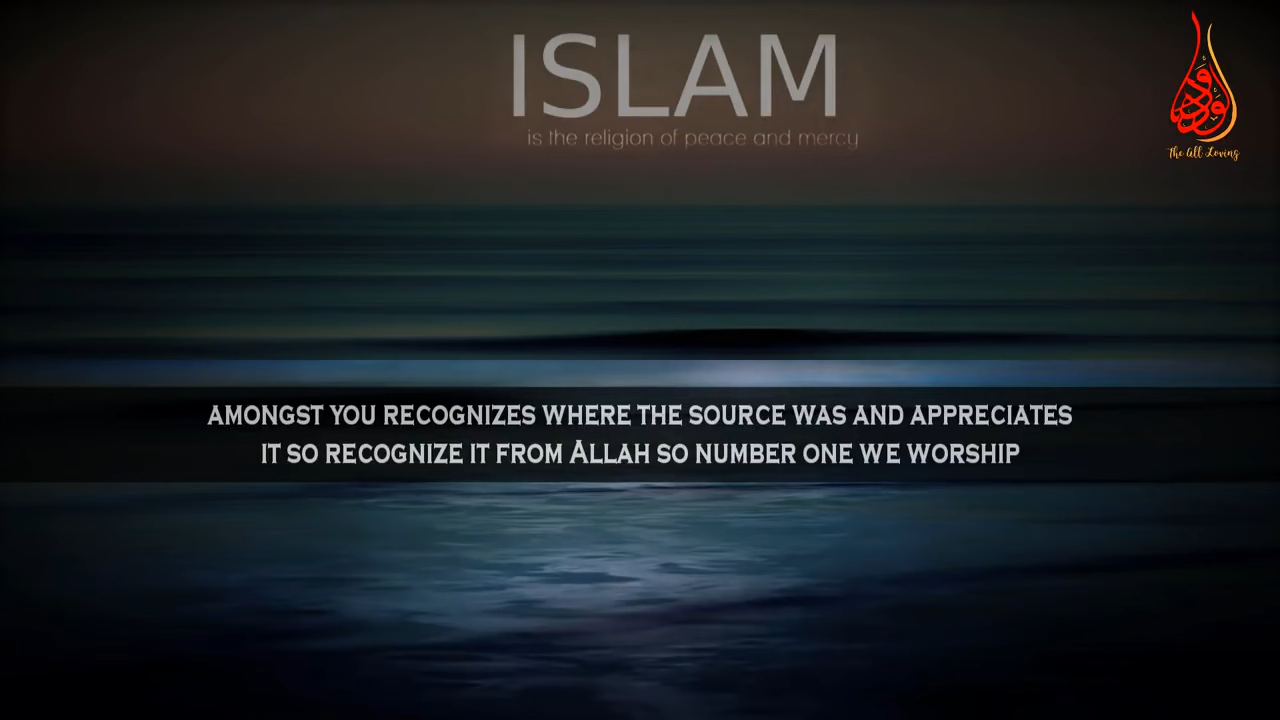 ISLAM
is the religion of peace and mercy
الودود
The All Loving
AMONGST YOU RECOGNIZES WHERE THE SOURCE WAS AND APPRECIATES
IT SO RECOGNIZE IT FROM ALLAH SO NUMBER ONE WE WORSHIP